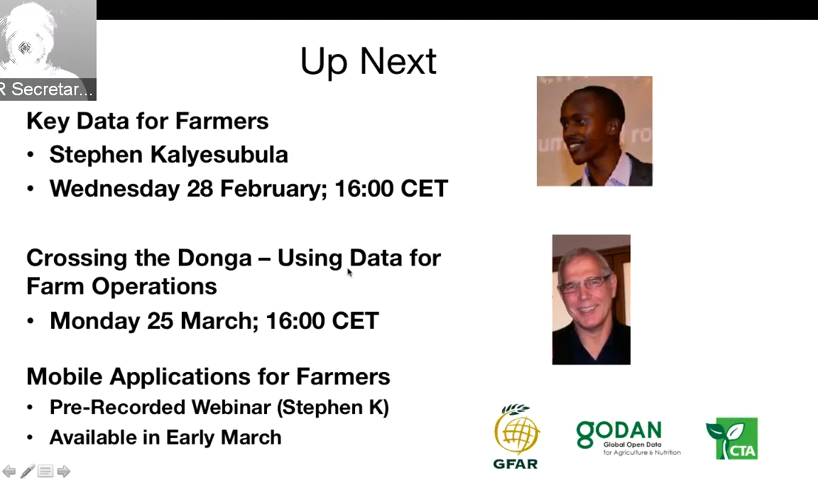 Up Next
R Secretar...
Key Data for Farmers
• Stephen Kalyesubula
• Wednesday 28 February; 16:00 CET
Crossing the Donga – Using Data for
Farm Operations
• Monday 25 March; 16:00 CET
Mobile Applications for Farmers
• Pre-Recorded Webinar (Stephen K)
• Available in Early March
GFAR
GODAN
Global Open Data
for Agriculture & Nutrition
CTA